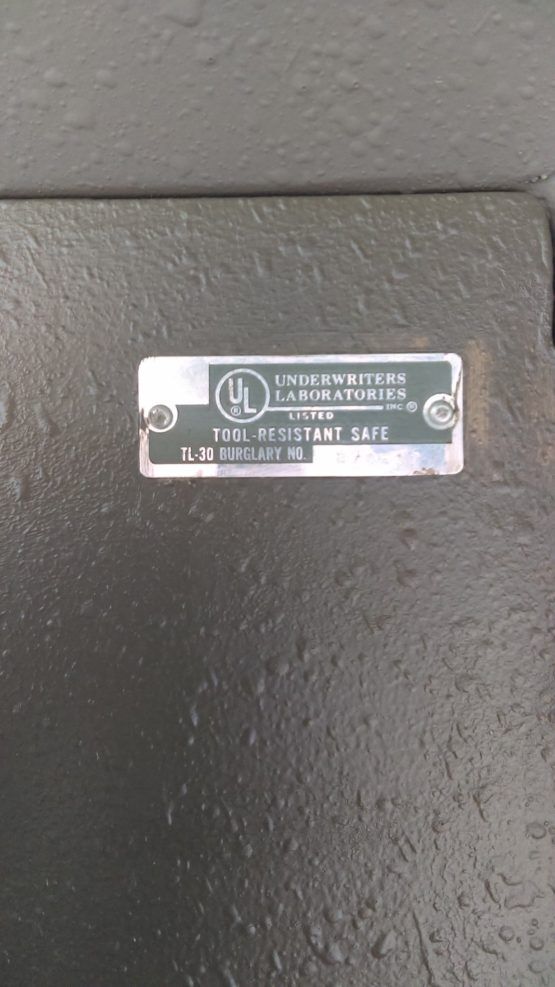 UL ®
UNDERWRITERS
LABORATORIES
INC ®
LISTED
TOOL-RESISTANT SAFE
TL-30 BURGLARY NO.